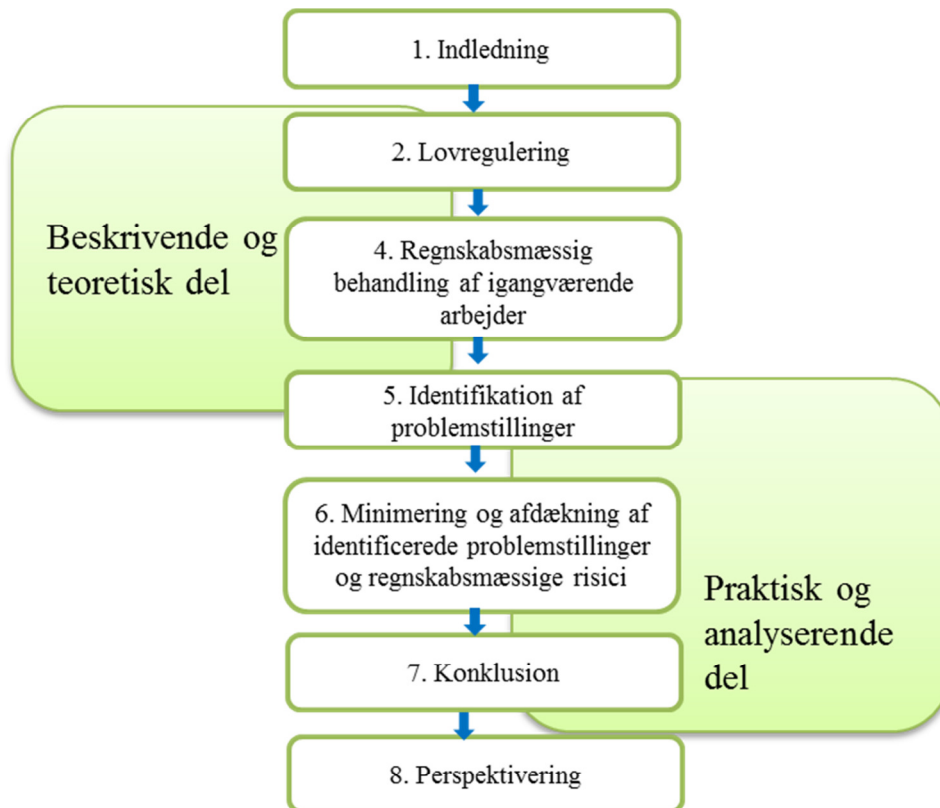 1. Indledning
2. Lovregulering
Beskrivende og
teoretisk del
4. Regnskabsmæssig
behandling af igangværende
arbejder
5. Identifikation af
problemstillinger
6. Minimering og afdækning af
identificerede problemstillinger
og regnskabsmæssige risici
Praktisk og
analyserende
del
7. Konklusion
8. Perspektivering